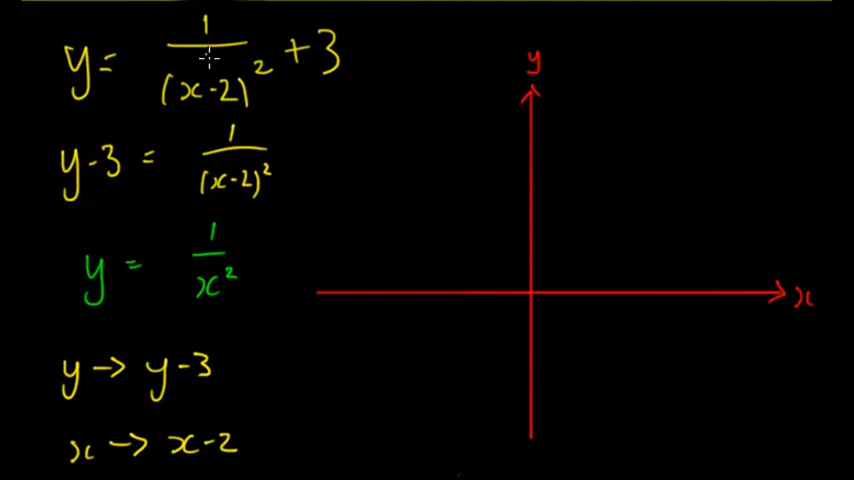 y = 1/(x-2)² + 3
y-3 = 1/(x-2)²
y = 1/x²
y → y-3
x → x-2
y
x